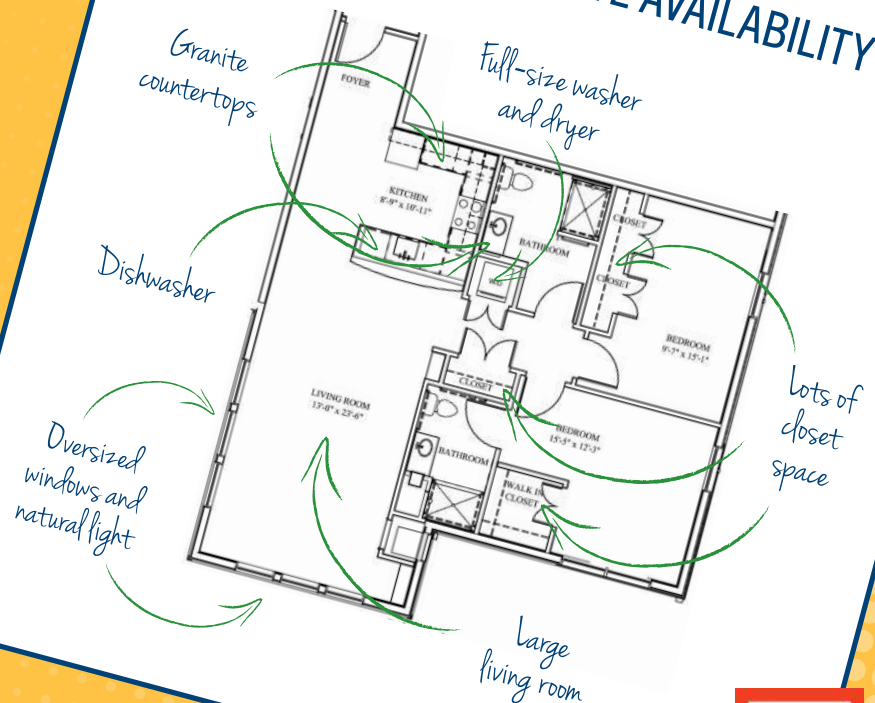 AVAILABILITY
Granite
countertops
Full-size washer
and dryer
FOYER
KITCHEN
8'-9" x 10'-11"
CLOSET
BATHROOM
CLOSET
W/D
Dishwasher
BEDROOM
9'-7" x 15'-1"
CLOSET
LIVING ROOM
13'-0" x 23'-6"
BEDROOM
15'-5" x 12'-3"
Lots of
closet
space
BATHROOM
WALK IN
CLOSET
Oversized
windows and
natural light
Large
living room